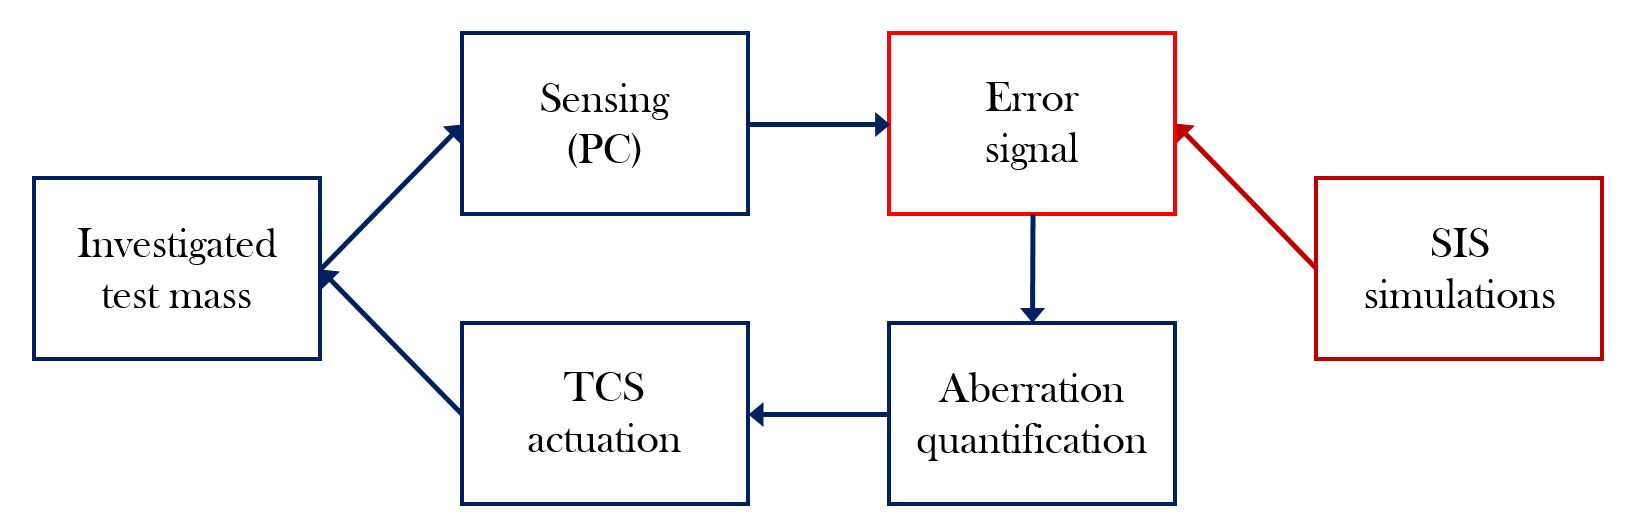 Sensing
(PC)
Error
signal
Investigated
test mass
SIS
simulations
TCS
actuation
Aberration
quantification